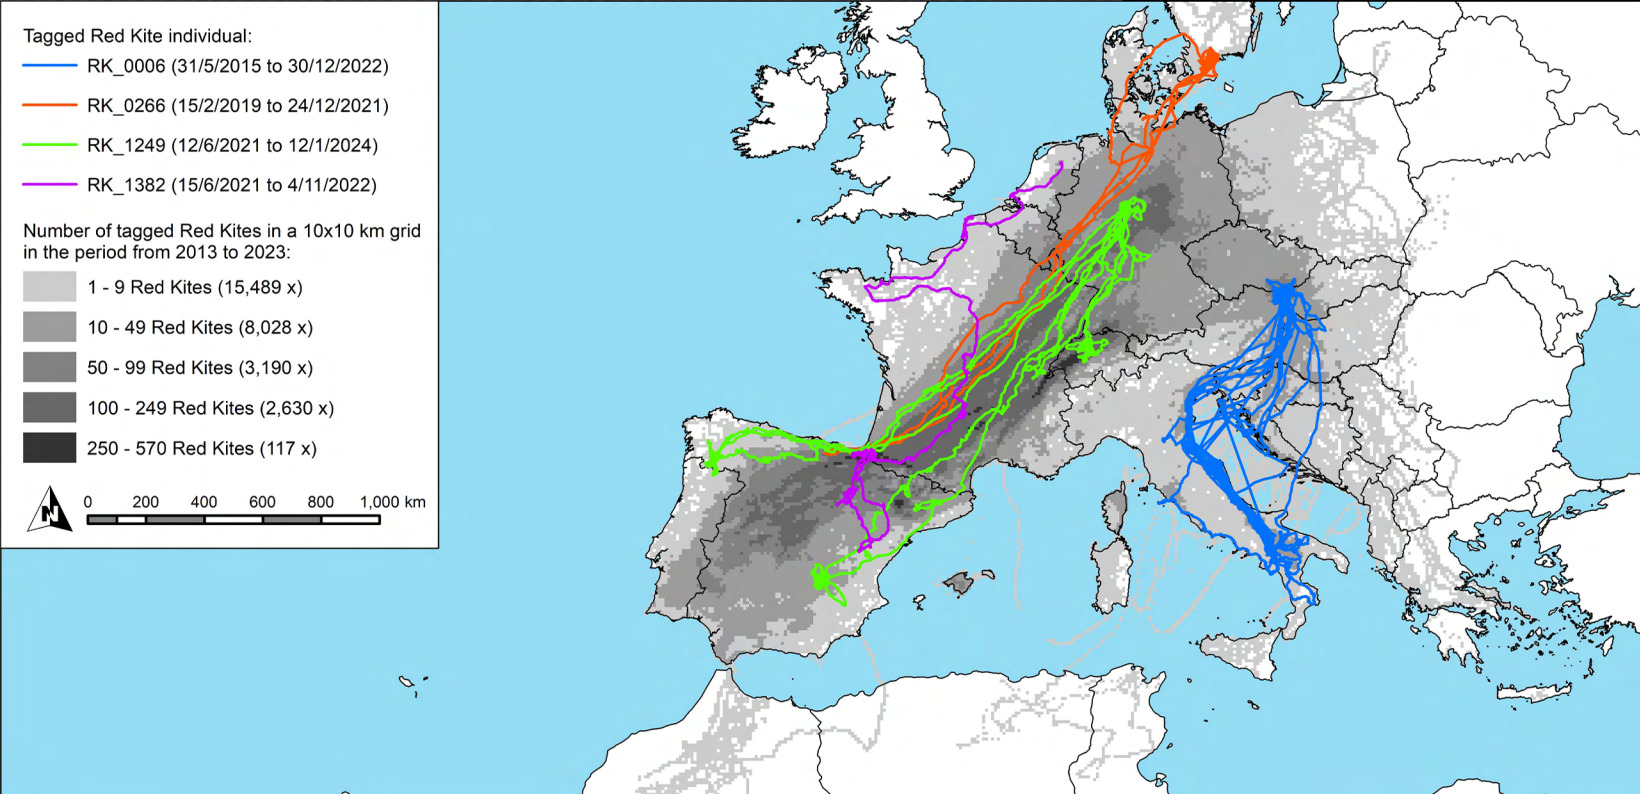 Tagged Red Kite individual:
RK_0006 (31/5/2015 to 30/12/2022)
RK_0266 (15/2/2019 to 24/12/2021)
RK_1249 (12/6/2021 to 12/1/2024)
RK_1382 (15/6/2021 to 4/11/2022)
Number of tagged Red Kites in a 10x10 km grid
in the period from 2013 to 2023:
1 - 9 Red Kites (15,489 x)
10 - 49 Red Kites (8,028 x)
50 - 99 Red Kites (3,190 x)
100 - 249 Red Kites (2,630 x)
250 - 570 Red Kites (117 x)
N
0 200 400 600 800 1,000 km